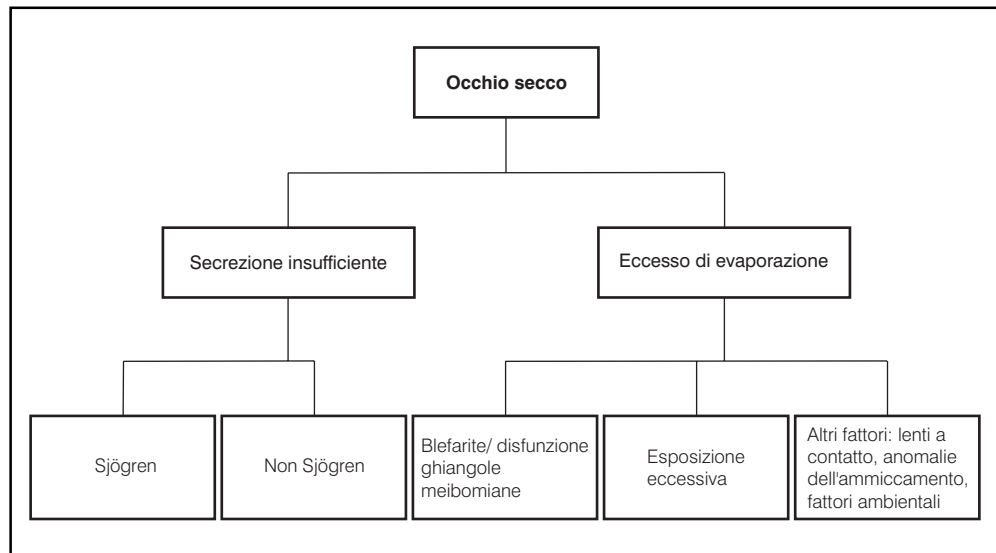 Occhio secco
Secrezione insufficiente
Eccesso di evaporazione
Sjögren
Non Sjögren
Blefarite/ disfunzione
ghiangole
meibomiane
Esposizione
eccessiva
Altri fattori: lenti a
contatto, anomalie
dell'ammiccamento,
fattori ambientali